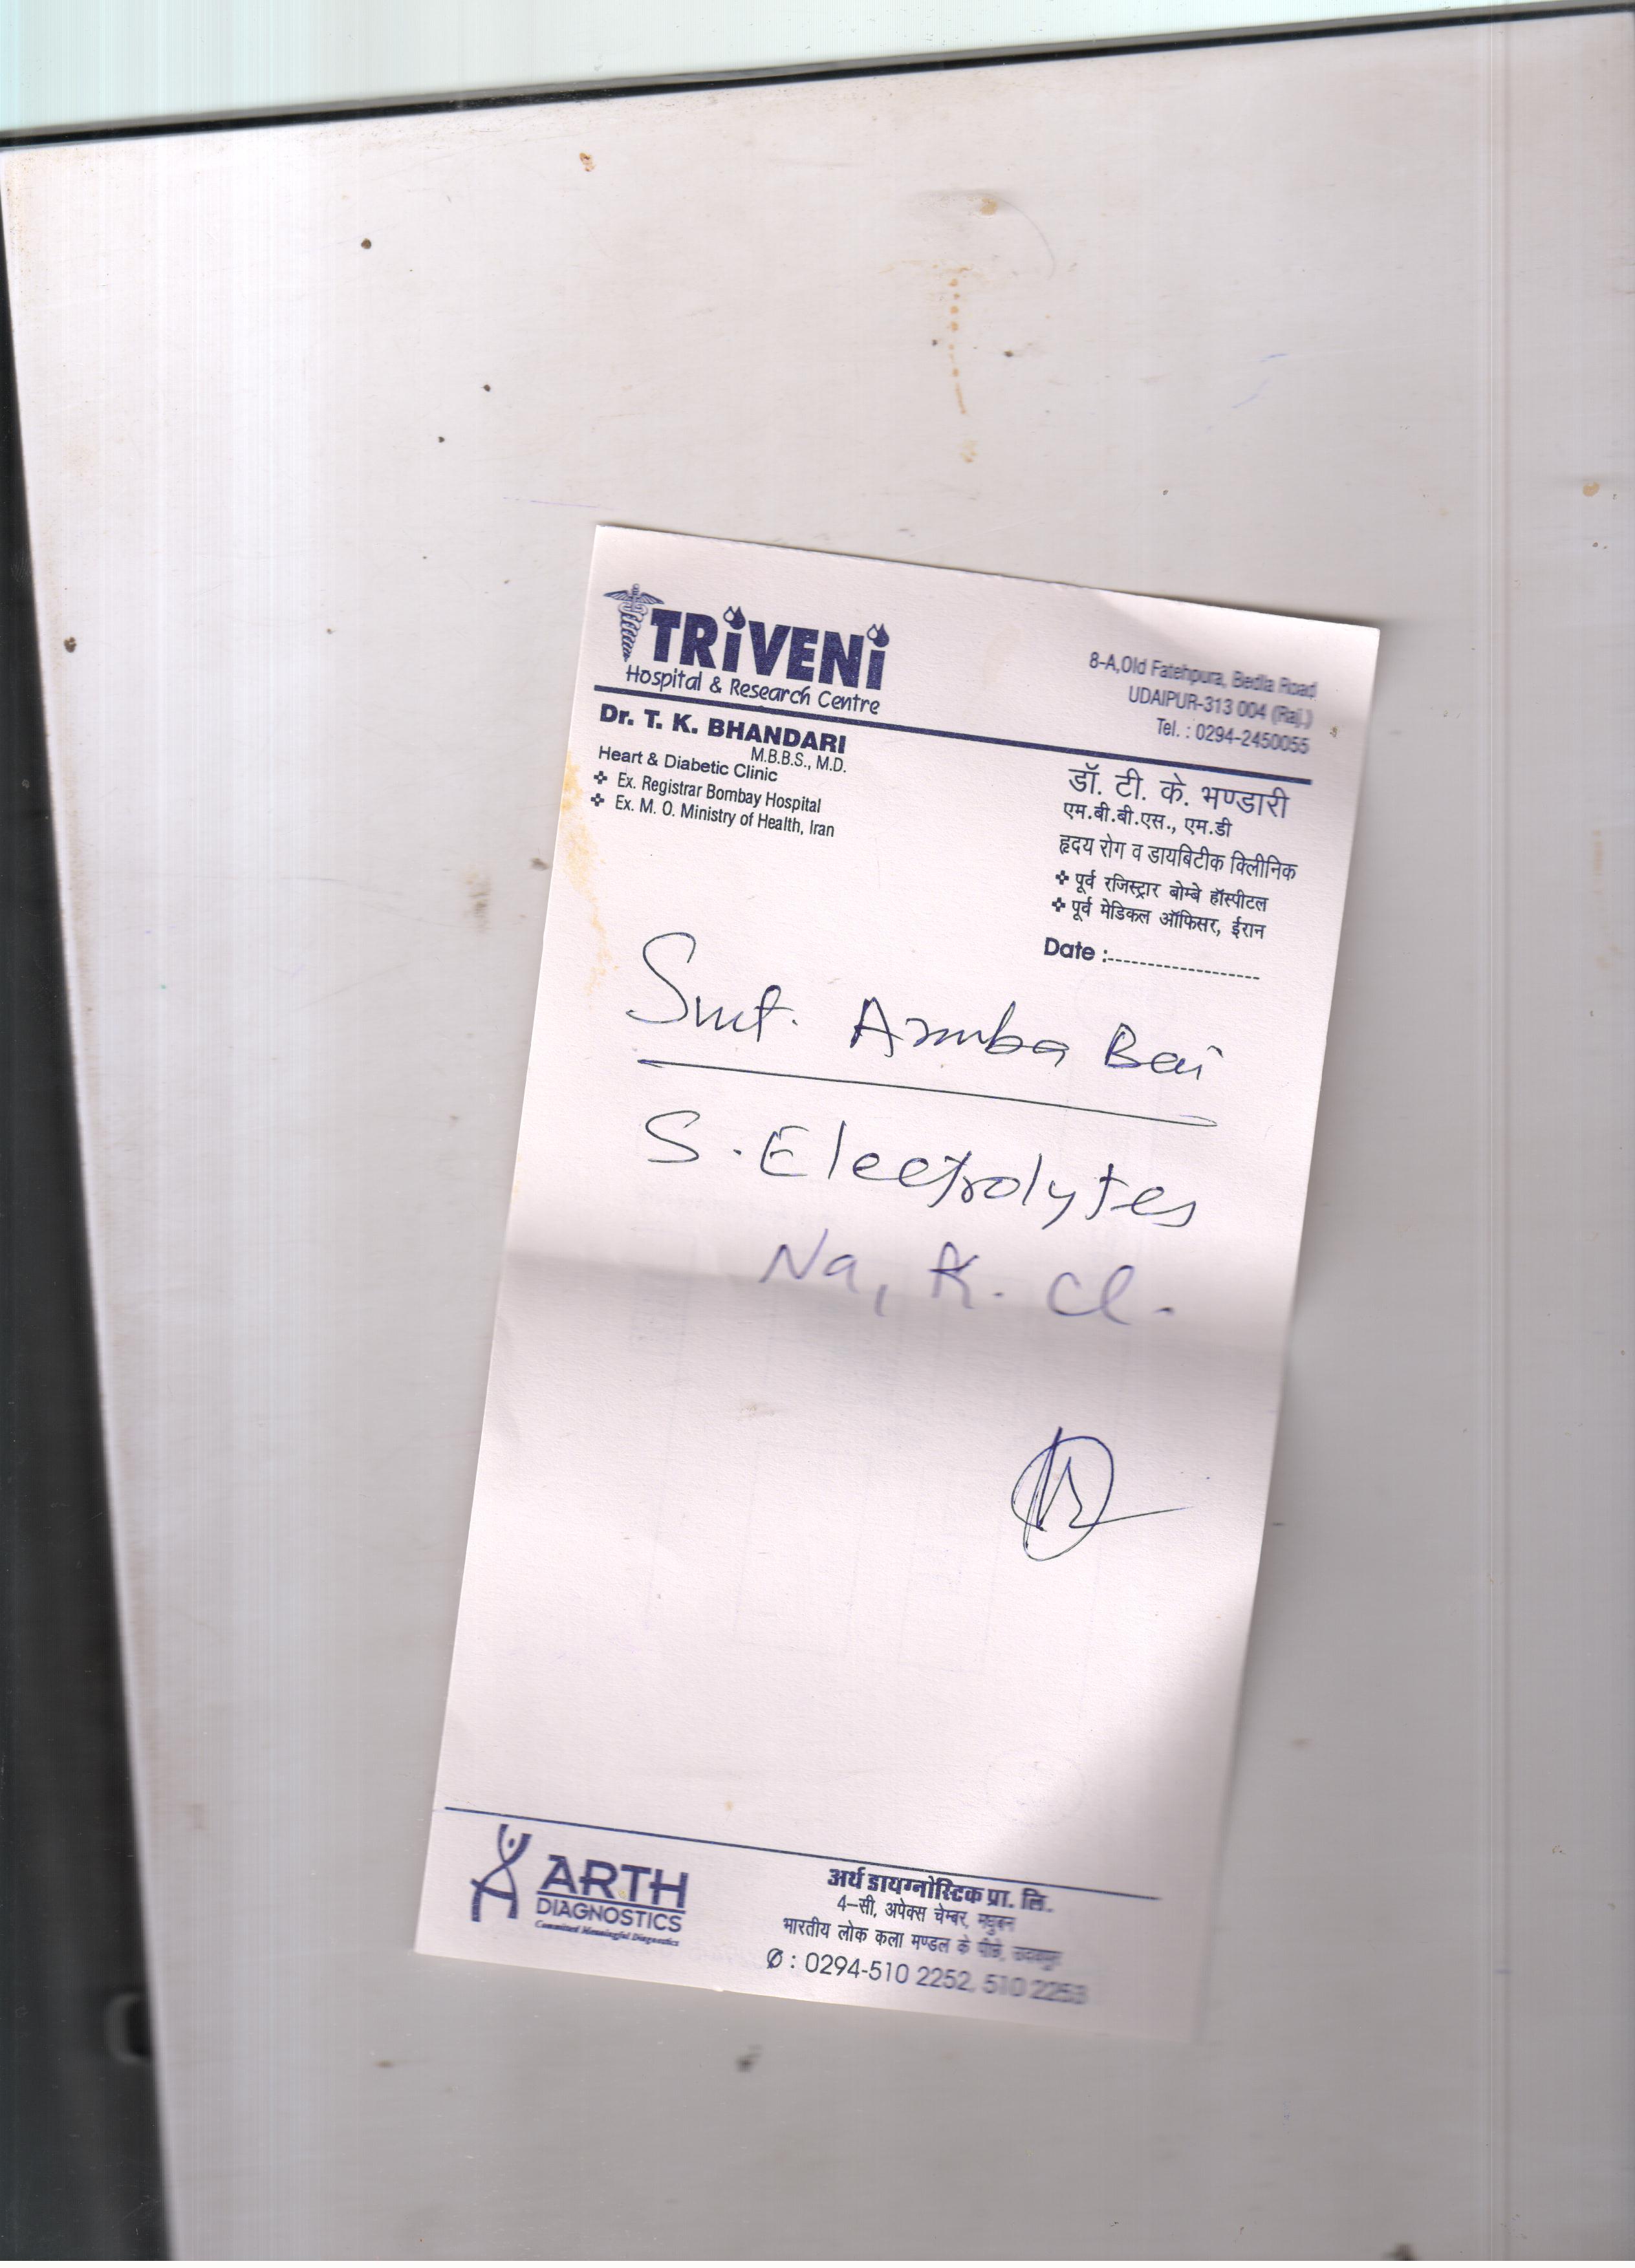 TRiVENi
Hospital & Research Centre
8-A,Old Fatehpura, Bedla Road
UDAIPUR-313 004 (Raj.)
Tel. : 0294-2450055
Dr. T. K. BHANDARI
M.B.B.S., M.D.
Heart & Diabetic Clinic
❖ Ex. Registrar Bombay Hospital
❖ Ex. M. O. Ministry of Health, Iran
डॉ. टी. के. भण्डारी
एम.बी.बी.एस., एम.डी
हृदय रोग व डायबिटीक क्लिीनिक
❖ पूर्व रजिस्ट्रार बोम्बे हॉस्पीटल
❖ पूर्व मेडिकल ऑफिसर, ईरान
Date :-------------------
Smt. Amba Bai
S. Electrolytes
Na, K. Cl.
ARTH
DIAGNOSTICS
Committed Meaningful Diagnostics
अर्थ डायग्नोस्टिक प्रा. लि.
4-सी, अपेक्स चेम्बर, मधुबन
भारतीय लोक कला मण्डल के पीछे, उदयपुर
Ø : 0294-510 2252, 510 2253